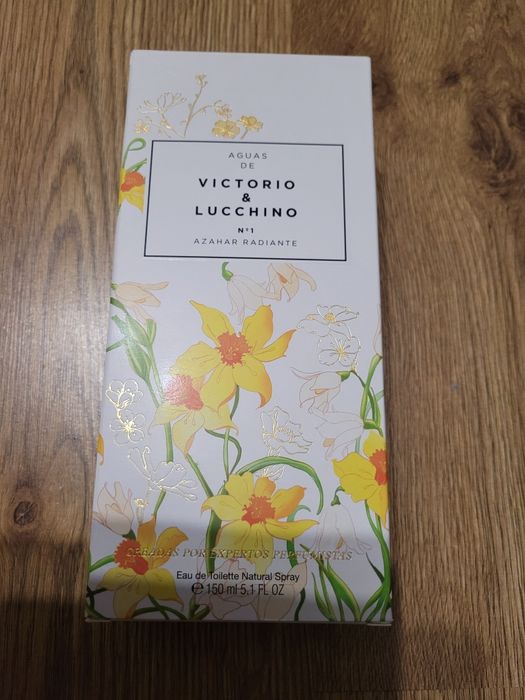 AGUAS
DE
VICTORIO
&
LUCCHINO
Nº1
AZAHAR RADIANTE
CREADAS POR EXPERTOS PERFUMISTAS
Eau de Toilette Natural Spray
℮ 150 ml 5.1 FL OZ